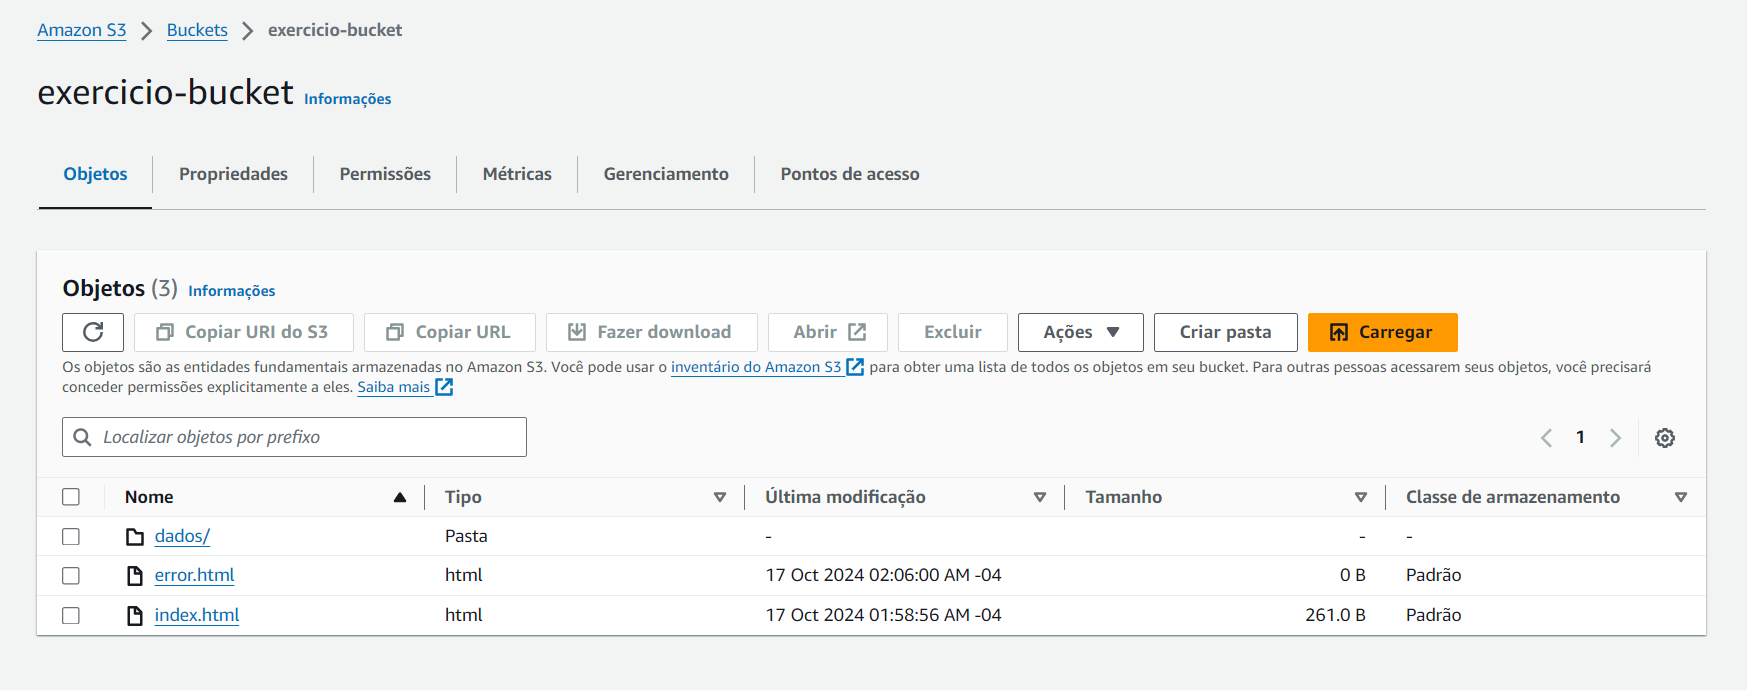 Amazon S3 > Buckets > exercicio-bucket
exercicio-bucket Informações
Objetos Propriedades Permissões Métricas Gerenciamento Pontos de acesso
Objetos (3) Informações
Copiar URI do S3 Copiar URL Fazer download Abrir Excluir Ações Criar pasta Carregar
Os objetos são as entidades fundamentais armazenadas no Amazon S3. Você pode usar o inventário do Amazon S3 para obter uma lista de todos os objetos em seu bucket. Para outras pessoas acessarem seus objetos, você precisará
conceder permissões explicitamente a eles. Saiba mais
Localizar objetos por prefixo 1
Nome Tipo Última modificação Tamanho Classe de armazenamento
dados/ Pasta - - -
error.html html 17 Oct 2024 02:06:00 AM -04 0 B Padrão
index.html html 17 Oct 2024 01:58:56 AM -04 261.0 B Padrão